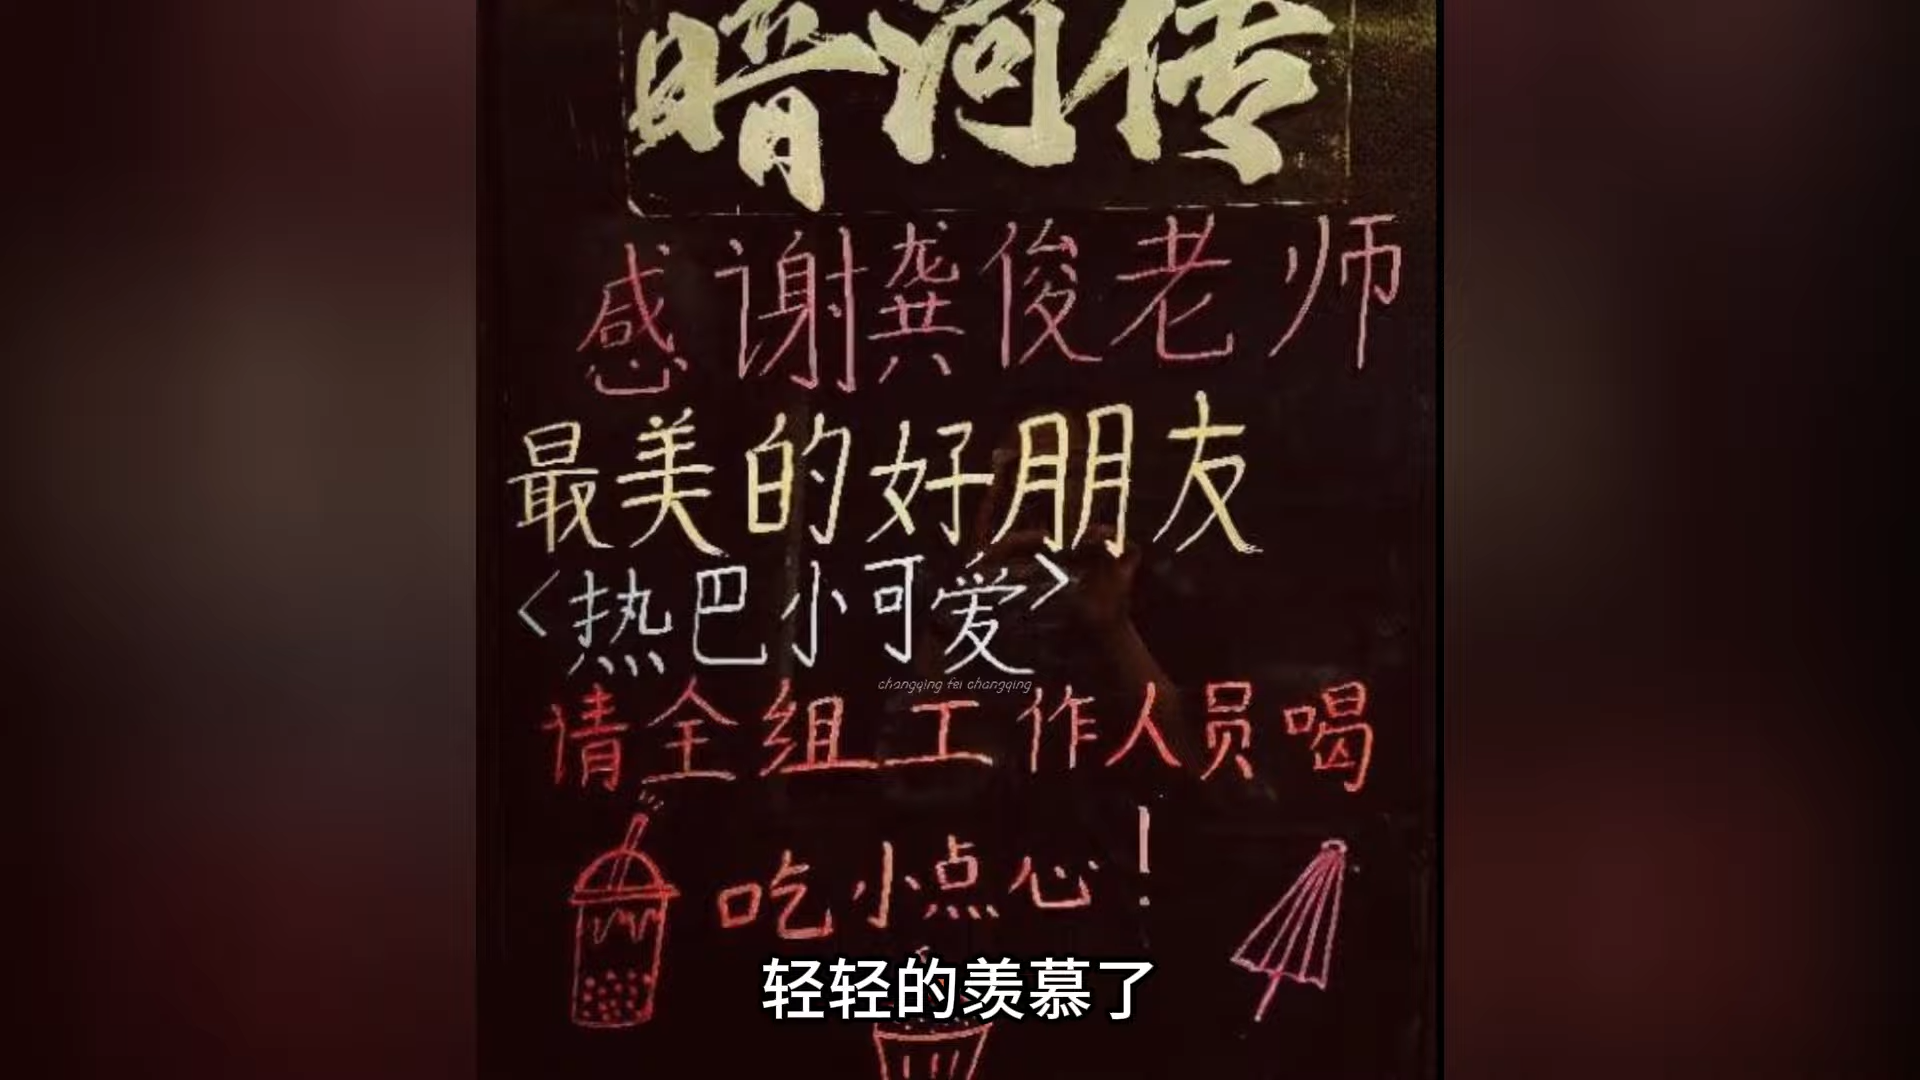 暗河传
感谢龚俊老师
最美的好朋友
<热巴小可爱>
changqing fei changqing
请全组工作人员喝
吃小点心！
轻轻的羡慕了